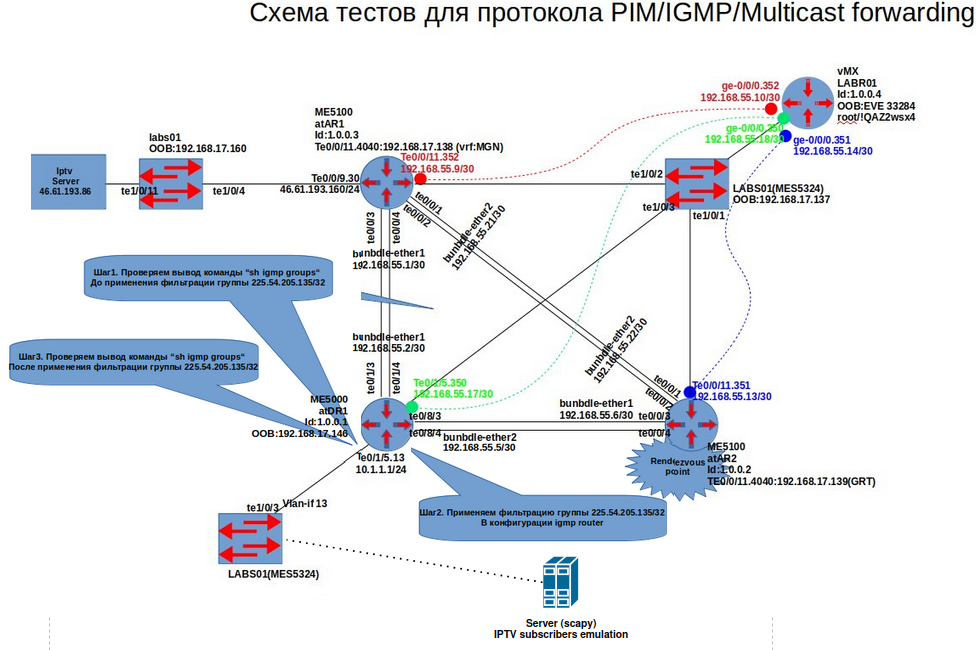 Схема тестов для протокола PIM/IGMP/Multicast forwarding
vMX
LABR01
Id:1.0.0.4
OOB:EVE 33284
root/!QAZ2wsx4
ge-0/0/0.352
192.168.55.10/30
ge-0/0/0.350
192.168.55.18/30
ge-0/0/0.351
192.168.55.14/30
ME5100
atAR1
Id:1.0.0.3
Te0/0/11.4040:192.168.17.138 (vrf:MGN)
Te0/0/11.352
192.168.55.9/30
labs01
OOB:192.168.17.160
Iptv
Server
46.61.193.86
te1/0/11
te1/0/4
Te0/0/9.30
46.61.193.160/24
te1/0/2
LABS01(MES5324)
OOB:192.168.17.137
te1/0/3
te1/0/1
te0/0/3
te0/0/4
te0/0/1
te0/0/2
bunbdle-ether2
192.168.55.21/30
bunbdle-ether1
192.168.55.1/30
Шаг1. Проверяем вывод команды “sh igmp groups“
До применения фильтрации группы 225.54.205.135/32
bunbdle-ether1
192.168.55.2/30
bunbdle-ether2
192.168.55.22/30
Шаг3. Проверяем вывод команды “sh igmp groups“
После применения фильтрации группы 225.54.205.135/32
te0/1/3
te0/1/4
Te0/1/5.350
192.168.55.17/30
te0/0/1
te0/0/2
Te0/0/11.351
192.168.55.13/30
ME5000
atDR1
Id:1.0.0.1
OOB:192.168.17.146
te0/8/3
te0/8/4
bunbdle-ether1
192.168.55.6/30
te0/0/3
te0/0/4
bunbdle-ether2
192.168.55.5/30
Te0/1/5.13
10.1.1.1/24
Rendezvous
point
ME5100
atAR2
Id:1.0.0.2
TE0/0/11.4040:192.168.17.139(GRT)
Шаг2. Применяем фильтрацию группы 225.54.205.135/32
В конфигурации igmp router
te1/0/3
Vlan-if 13
LABS01(MES5324)
Server (scapy)
IPTV subscribers emulation